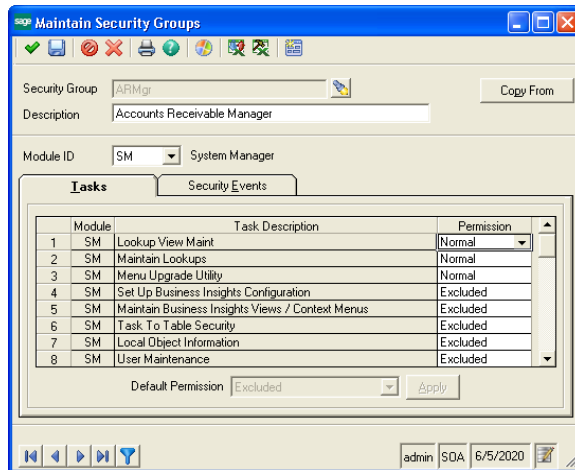 sage Maintain Security Groups
Security Group ARMgr Copy From
Description Accounts Receivable Manager
Module ID SM System Manager
Tasks Security Events
Module Task Description Permission
1 SM Lookup View Maint Normal
2 SM Maintain Lookups Normal
3 SM Menu Upgrade Utility Normal
4 SM Set Up Business Insights Configuration Excluded
5 SM Maintain Business Insights Views / Context Menus Excluded
6 SM Task To Table Security Excluded
7 SM Local Object Information Excluded
8 SM User Maintenance Excluded
Default Permission Excluded Apply
admin SOA 6/5/2020